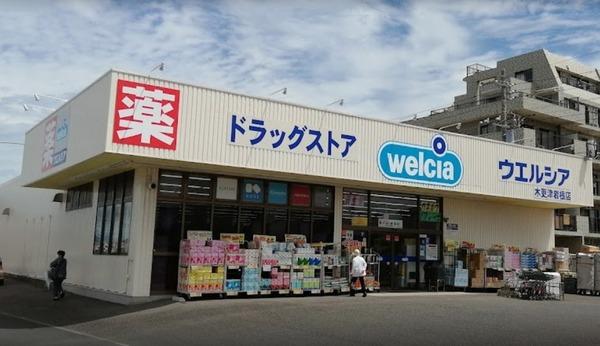 薬
ドラッグストア
welcia
ウエルシア
木更津岩根店
薬